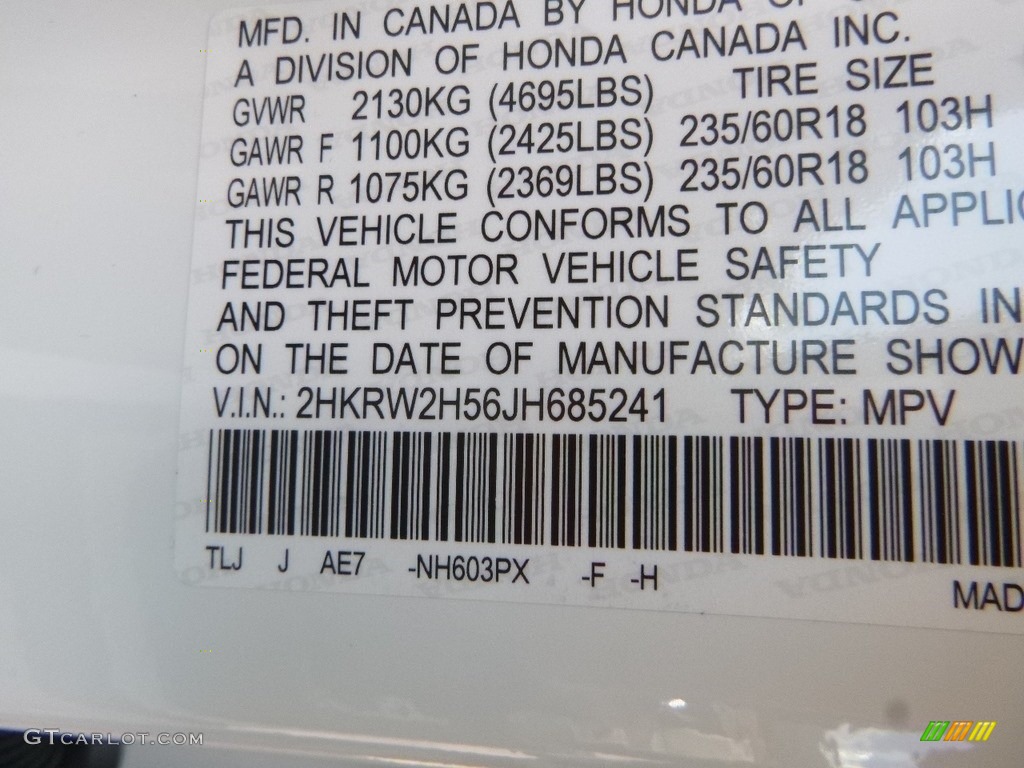 MFD. IN CANADA BY HONDA OF
A DIVISION OF HONDA CANADA INC.
GVWR 2130KG (4695LBS) TIRE SIZE
GAWR F 1100KG (2425LBS) 235/60R18 103H
GAWR R 1075KG (2369LBS) 235/60R18 103H
THIS VEHICLE CONFORMS TO ALL APPLIC
FEDERAL MOTOR VEHICLE SAFETY
AND THEFT PREVENTION STANDARDS IN
ON THE DATE OF MANUFACTURE SHOW
V.I.N.: 2HKRW2H56JH685241 TYPE: MPV
TLJ J AE7 -NH603PX -F -H
MAD
GTCARLOT.COM